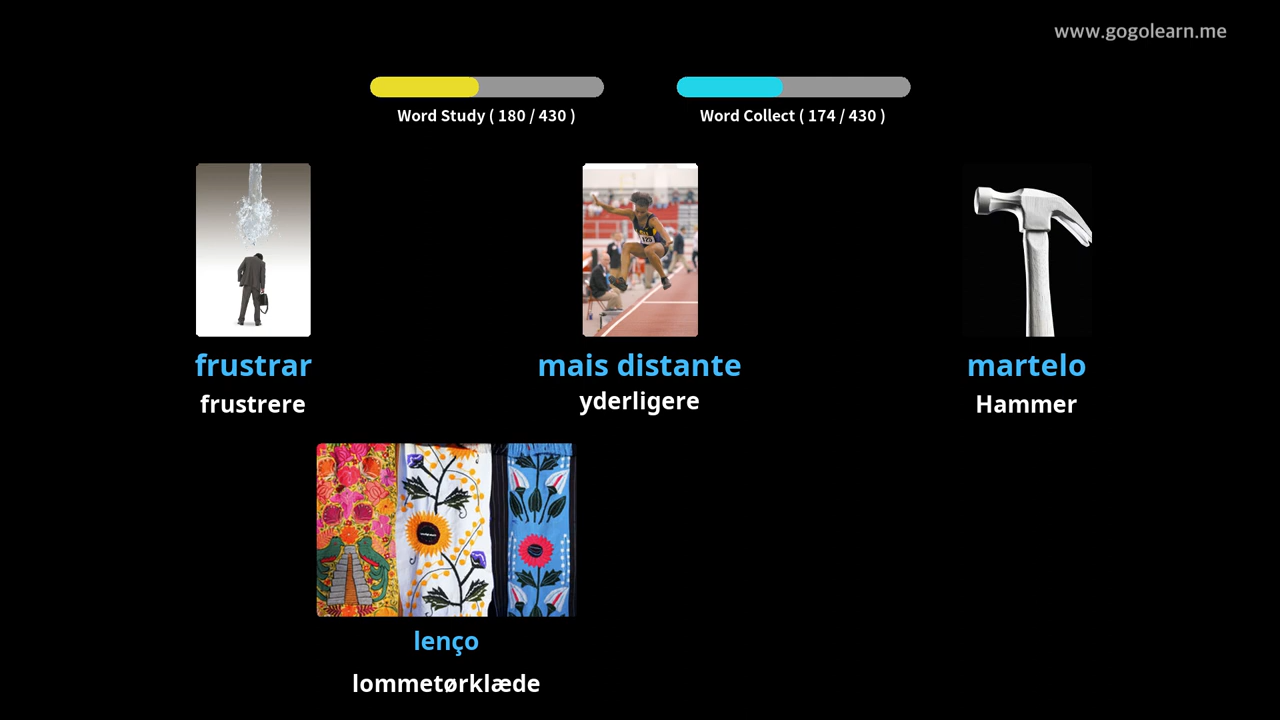 www.gogolearn.me
Word Study ( 180 / 430 )
Word Collect ( 174 / 430 )
frustrar
frustrere
mais distante
yderligere
martelo
Hammer
lenço
lommetørklæde